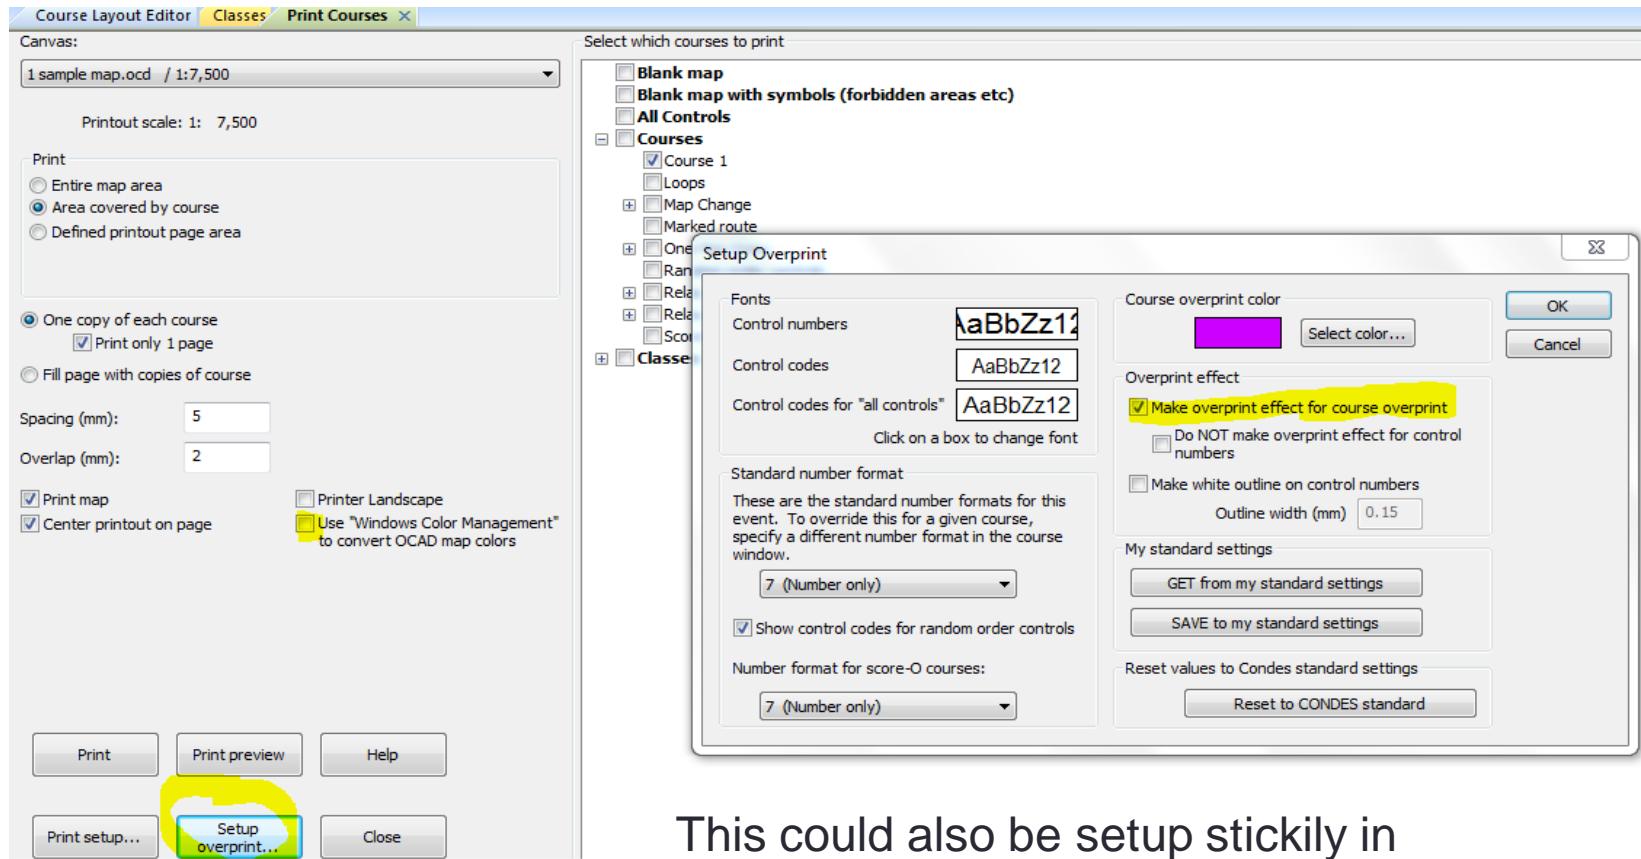 Course Layout Editor Classes Print Courses
Canvas:
1 sample map.ocd / 1:7,500
Printout scale: 1: 7,500
Print
Entire map area
Area covered by course
Defined printout page area
One copy of each course
Print only 1 page
Fill page with copies of course
Spacing (mm): 5
Overlap (mm): 2
Print map
Center printout on page
Printer Landscape
Use "Windows Color Management"
to convert OCAD map colors
Print Print preview Help
Print setup...
Setup
overprint...
Close
Select which courses to print
Blank map
Blank map with symbols (forbidden areas etc)
All Controls
Courses
Course 1
Loops
Map Change
Marked route
One
Ran
Rela
Rela
Scor
Classe
Setup Overprint
Fonts
Control numbers AaBbZz12
Control codes AaBbZz12
Control codes for "all controls" AaBbZz12
Click on a box to change font
Standard number format
These are the standard number formats for this
event. To override this for a given course,
specify a different number format in the course
window.
7 (Number only)
Show control codes for random order controls
Number format for score-O courses:
7 (Number only)
Course overprint color
Select color...
Overprint effect
Make overprint effect for course overprint
Do NOT make overprint effect for control
numbers
Make white outline on control numbers
Outline width (mm) 0.15
My standard settings
GET from my standard settings
SAVE to my standard settings
Reset values to Condes standard settings
Reset to CONDES standard
OK
Cancel
This could also be setup stickily in